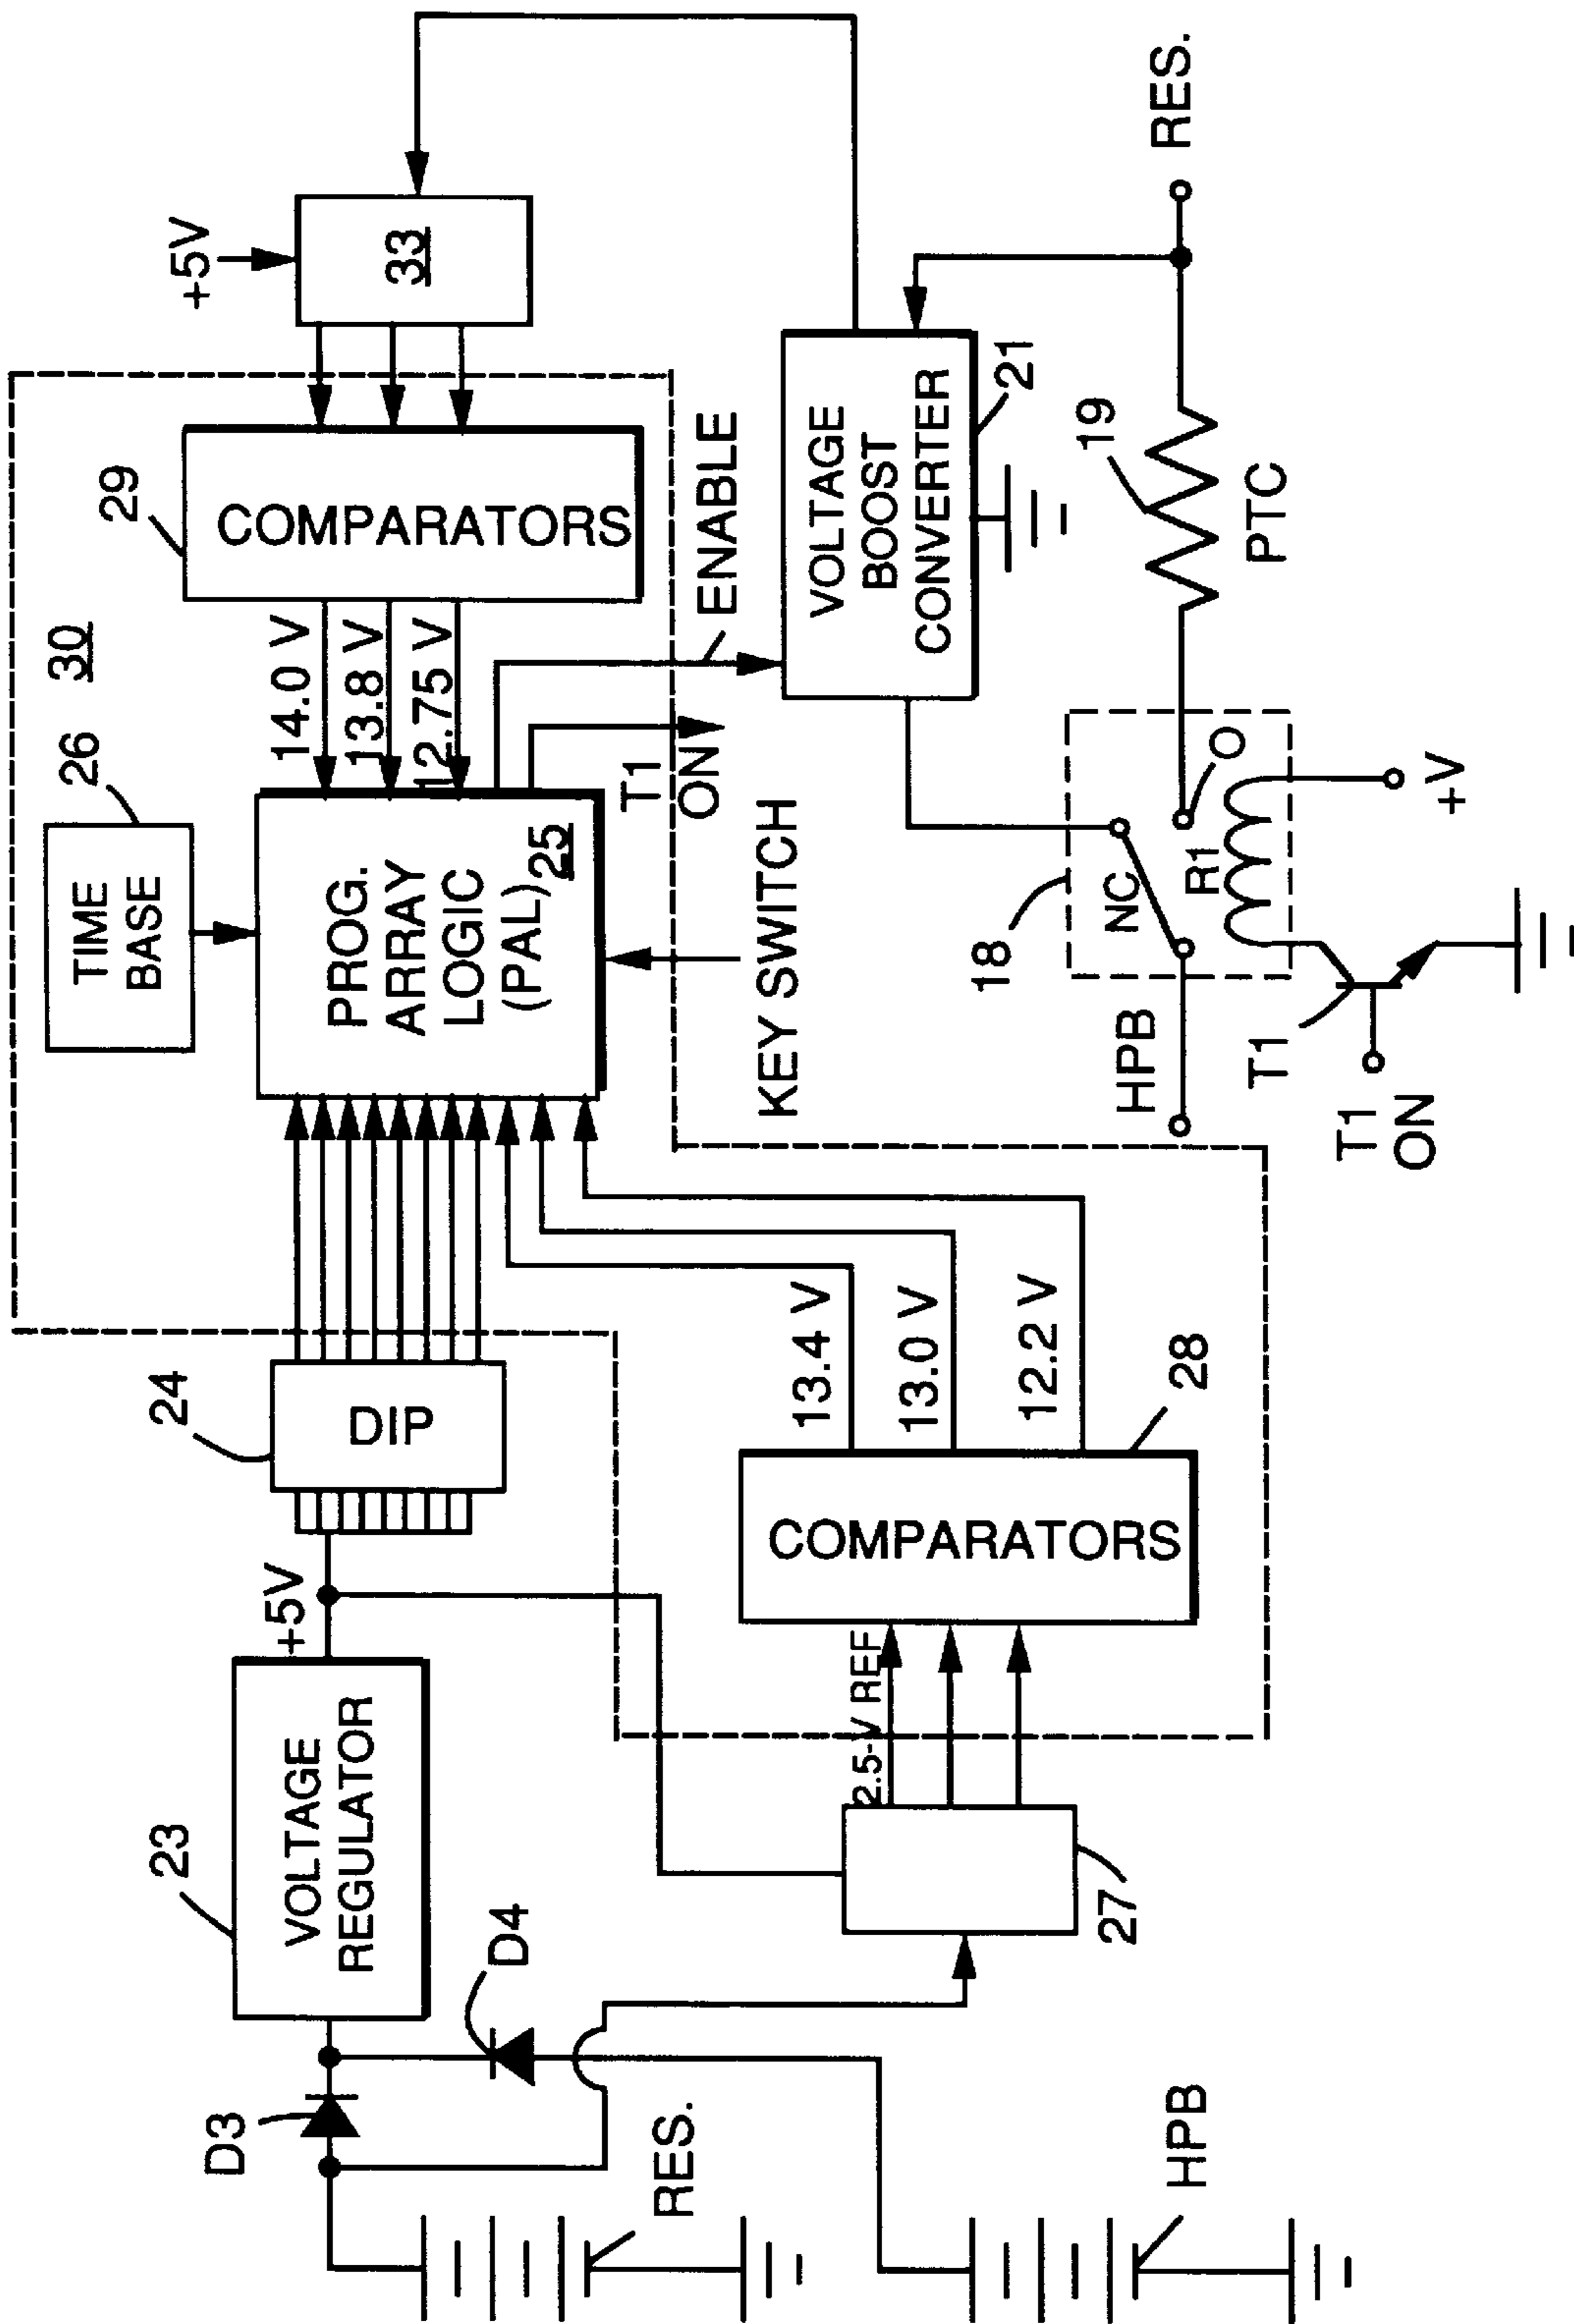 D3
23
VOLTAGE
REGULATOR
+5V
24
DIP
TIME
BASE
26
30
PROG.
ARRAY
LOGIC
(PAL)
25
14.0 V
13.8 V
12.75 V
29
COMPARATORS
+5V
33
D4
RES.
HPB
27
2.5-V REF
COMPARATORS
28
13.4 V
13.0 V
12.2 V
KEY SWITCH
T1
ON
ENABLE
VOLTAGE
BOOST
CONVERTER
21
18
NC
O
R1
HPB
T1
T1
ON
+V
19
PTC
RES.